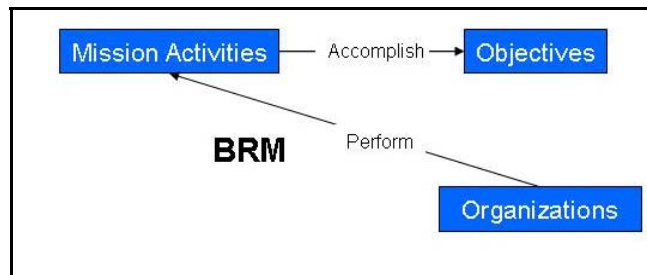 Mission Activities
Accomplish
Objectives
BRM
Perform
Organizations